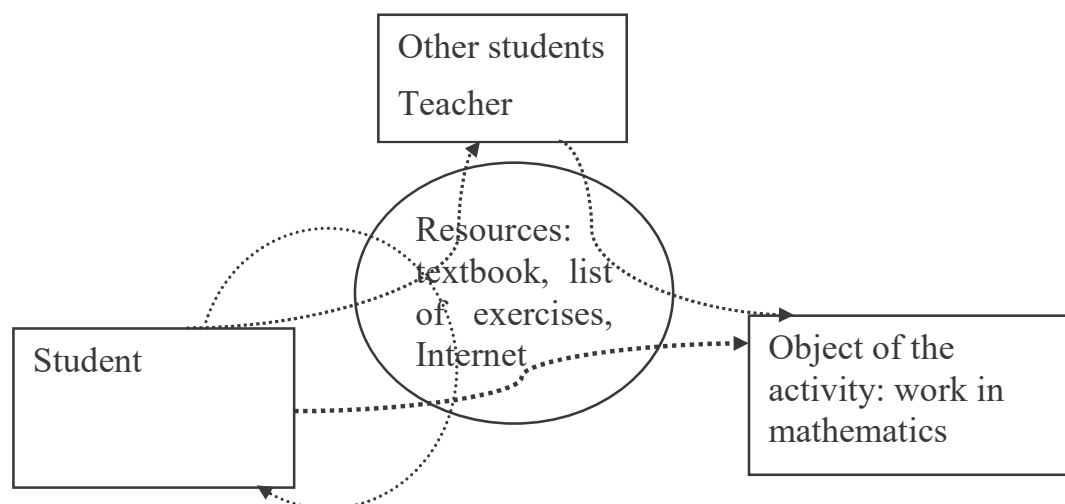 Other students
Teacher
Resources:
textbook, list
of exercises,
Internet
Student
Object of the
activity: work in
mathematics